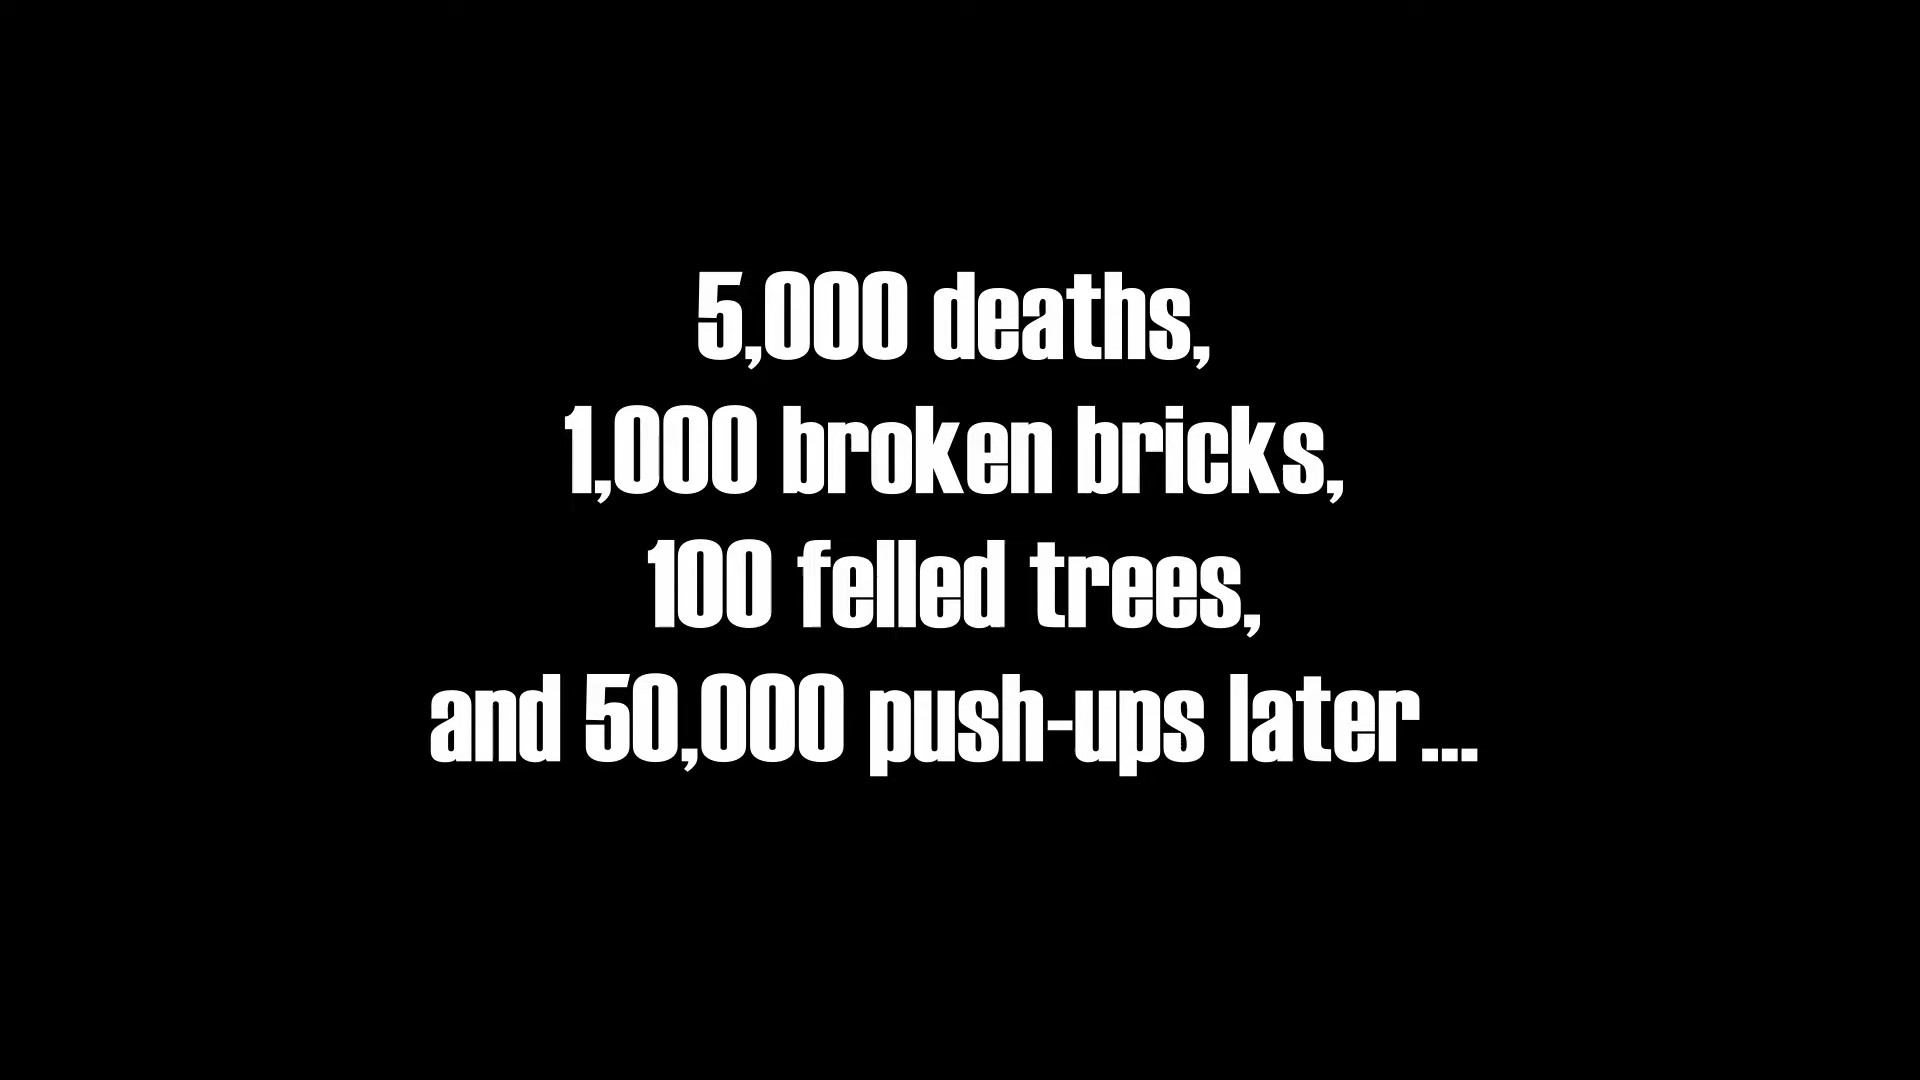 5,000 deaths,
1,000 broken bricks,
100 felled trees,
and 50,000 push-ups later...